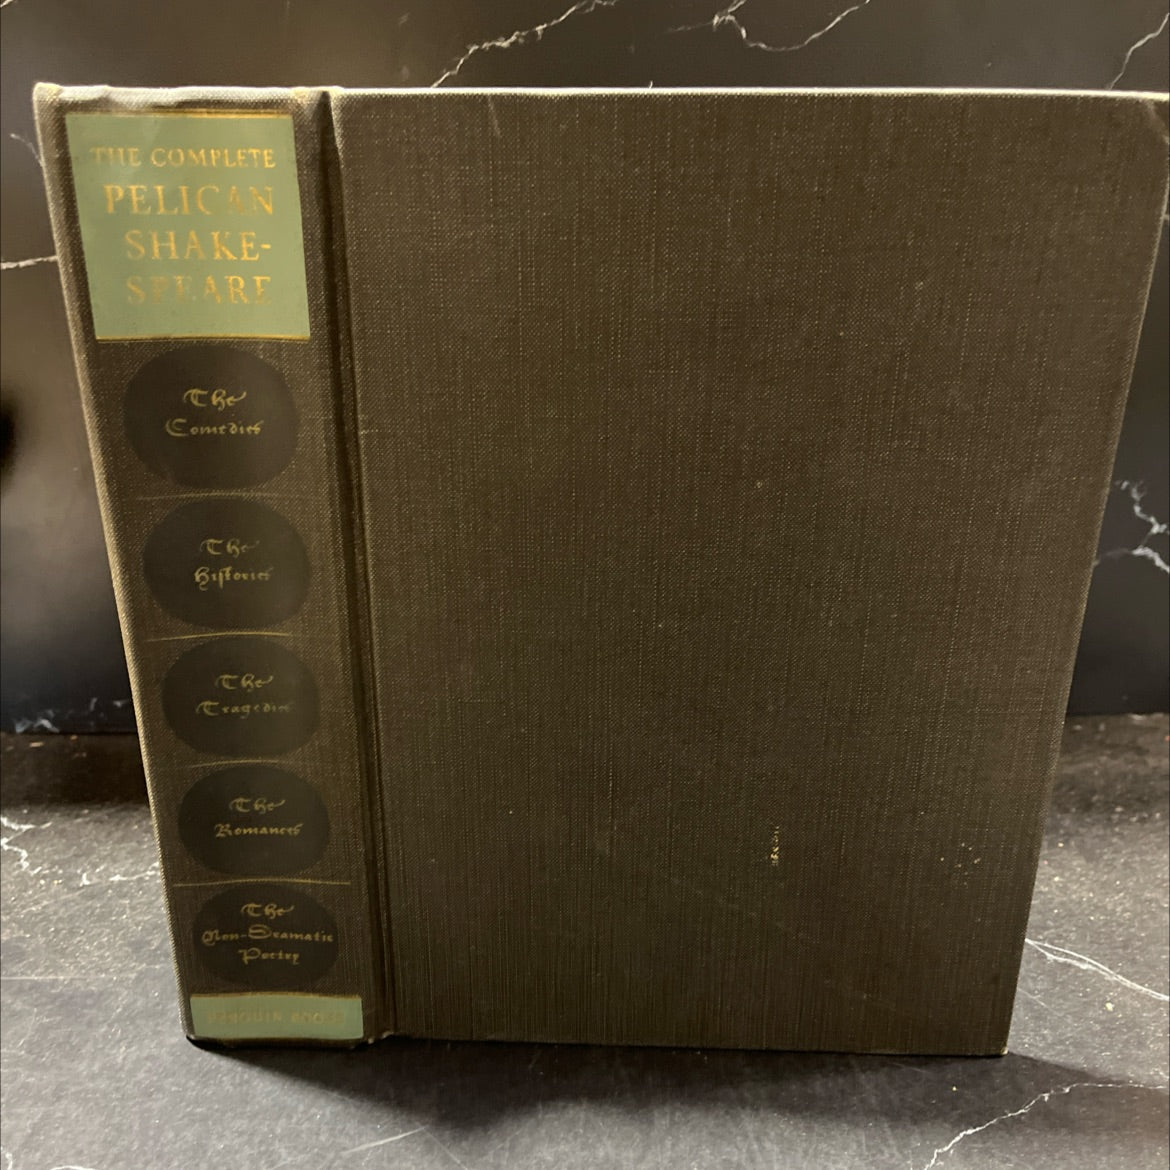 THE COMPLETE
PELICAN
SHAKE-
SPEARE
The
Comedies
The
Histories
The
Tragedies
The
Romances
The
Non-Dramatic
Poetry
PENGUIN BOOKS